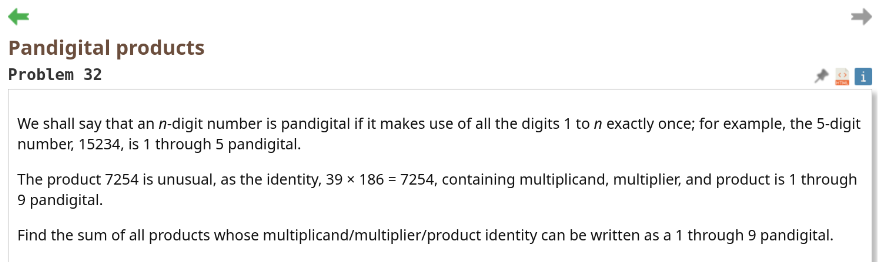 Pandigital products
Problem 32
We shall say that an n-digit number is pandigital if it makes use of all the digits 1 to n exactly once; for example, the 5-digit
number, 15234, is 1 through 5 pandigital.
The product 7254 is unusual, as the identity, 39 × 186 = 7254, containing multiplicand, multiplier, and product is 1 through
9 pandigital.
Find the sum of all products whose multiplicand/multiplier/product identity can be written as a 1 through 9 pandigital.